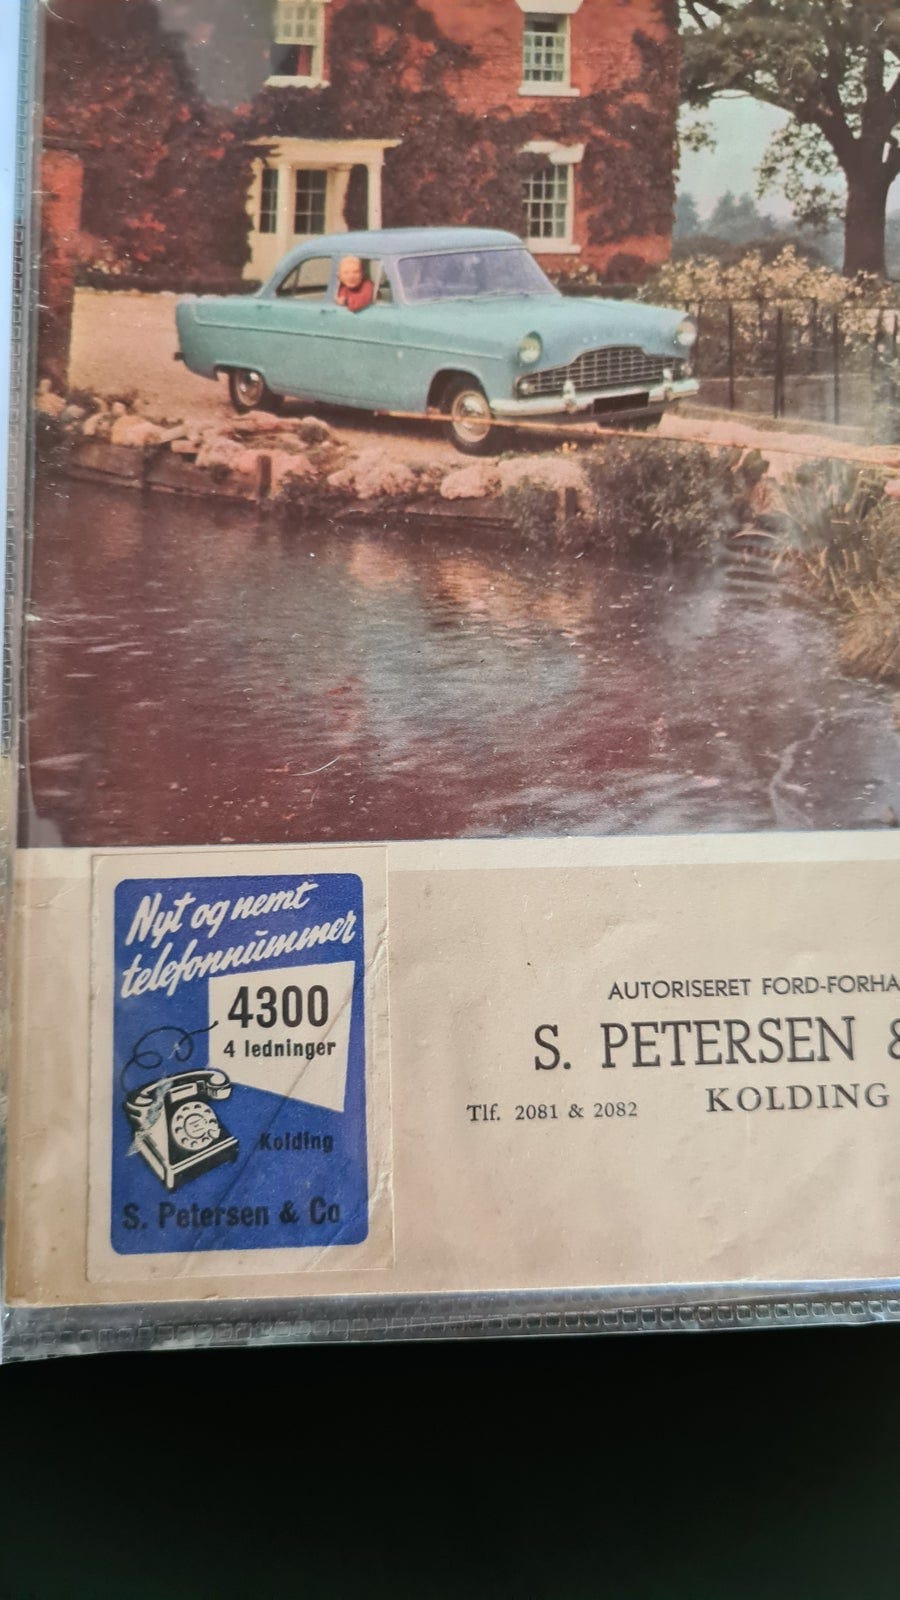 Nyt og nemt
telefonnummer
4300
4 ledninger
Kolding
S. Petersen & Co
AUTORISERET FORD-FORHA
S. PETERSEN &
Tlf. 2081 & 2082
KOLDING